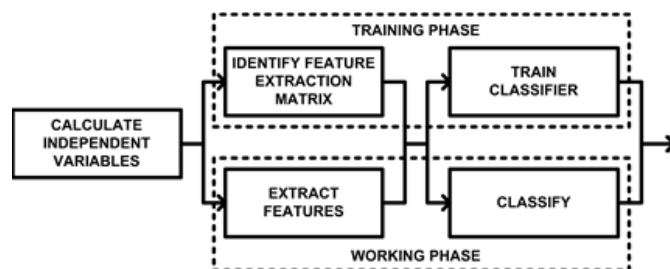 TRAINING PHASE
IDENTIFY FEATURE
EXTRACTION
MATRIX
TRAIN
CLASSIFIER
CALCULATE
INDEPENDENT
VARIABLES
EXTRACT
FEATURES
CLASSIFY
WORKING PHASE